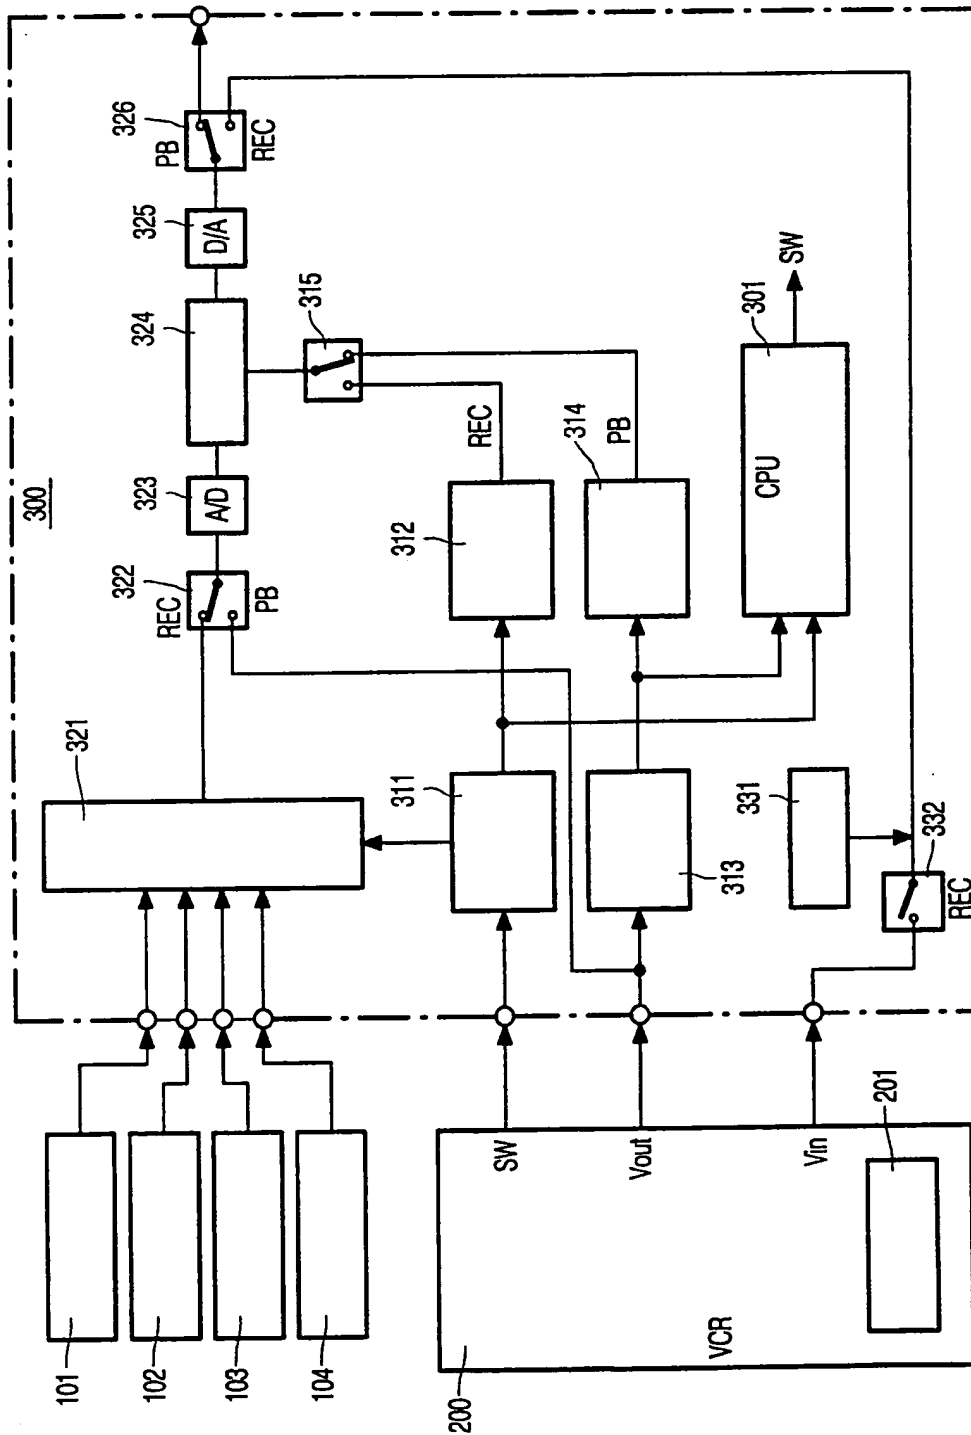 300
PB
326
REC
325
D/A
324
315
323
A/D
322
REC
PB
321
312
REC
314
PB
301
CPU
SW
311
313
331
332
REC
101
102
103
104
200
VCR
SW
Vout
Vin
201